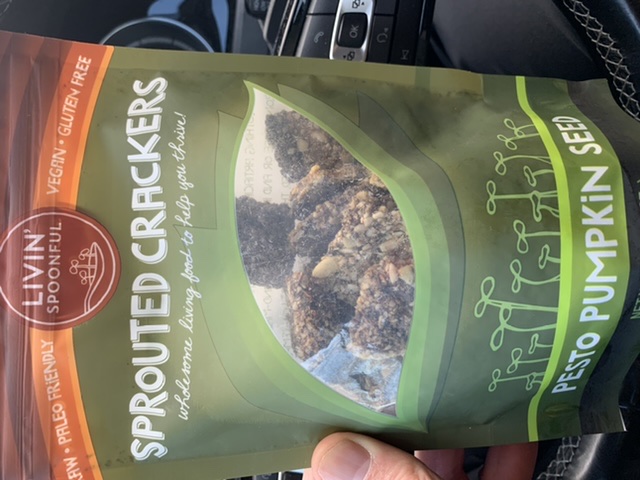 RAW • PALEO FRIENDLY
LIVIN'
SPOONFUL
VEGAN • GLUTEN FREE
SPROUTED CRACKERS
wholesome living food to help you thrive!
PESTO PUMPKIN SEED
OK